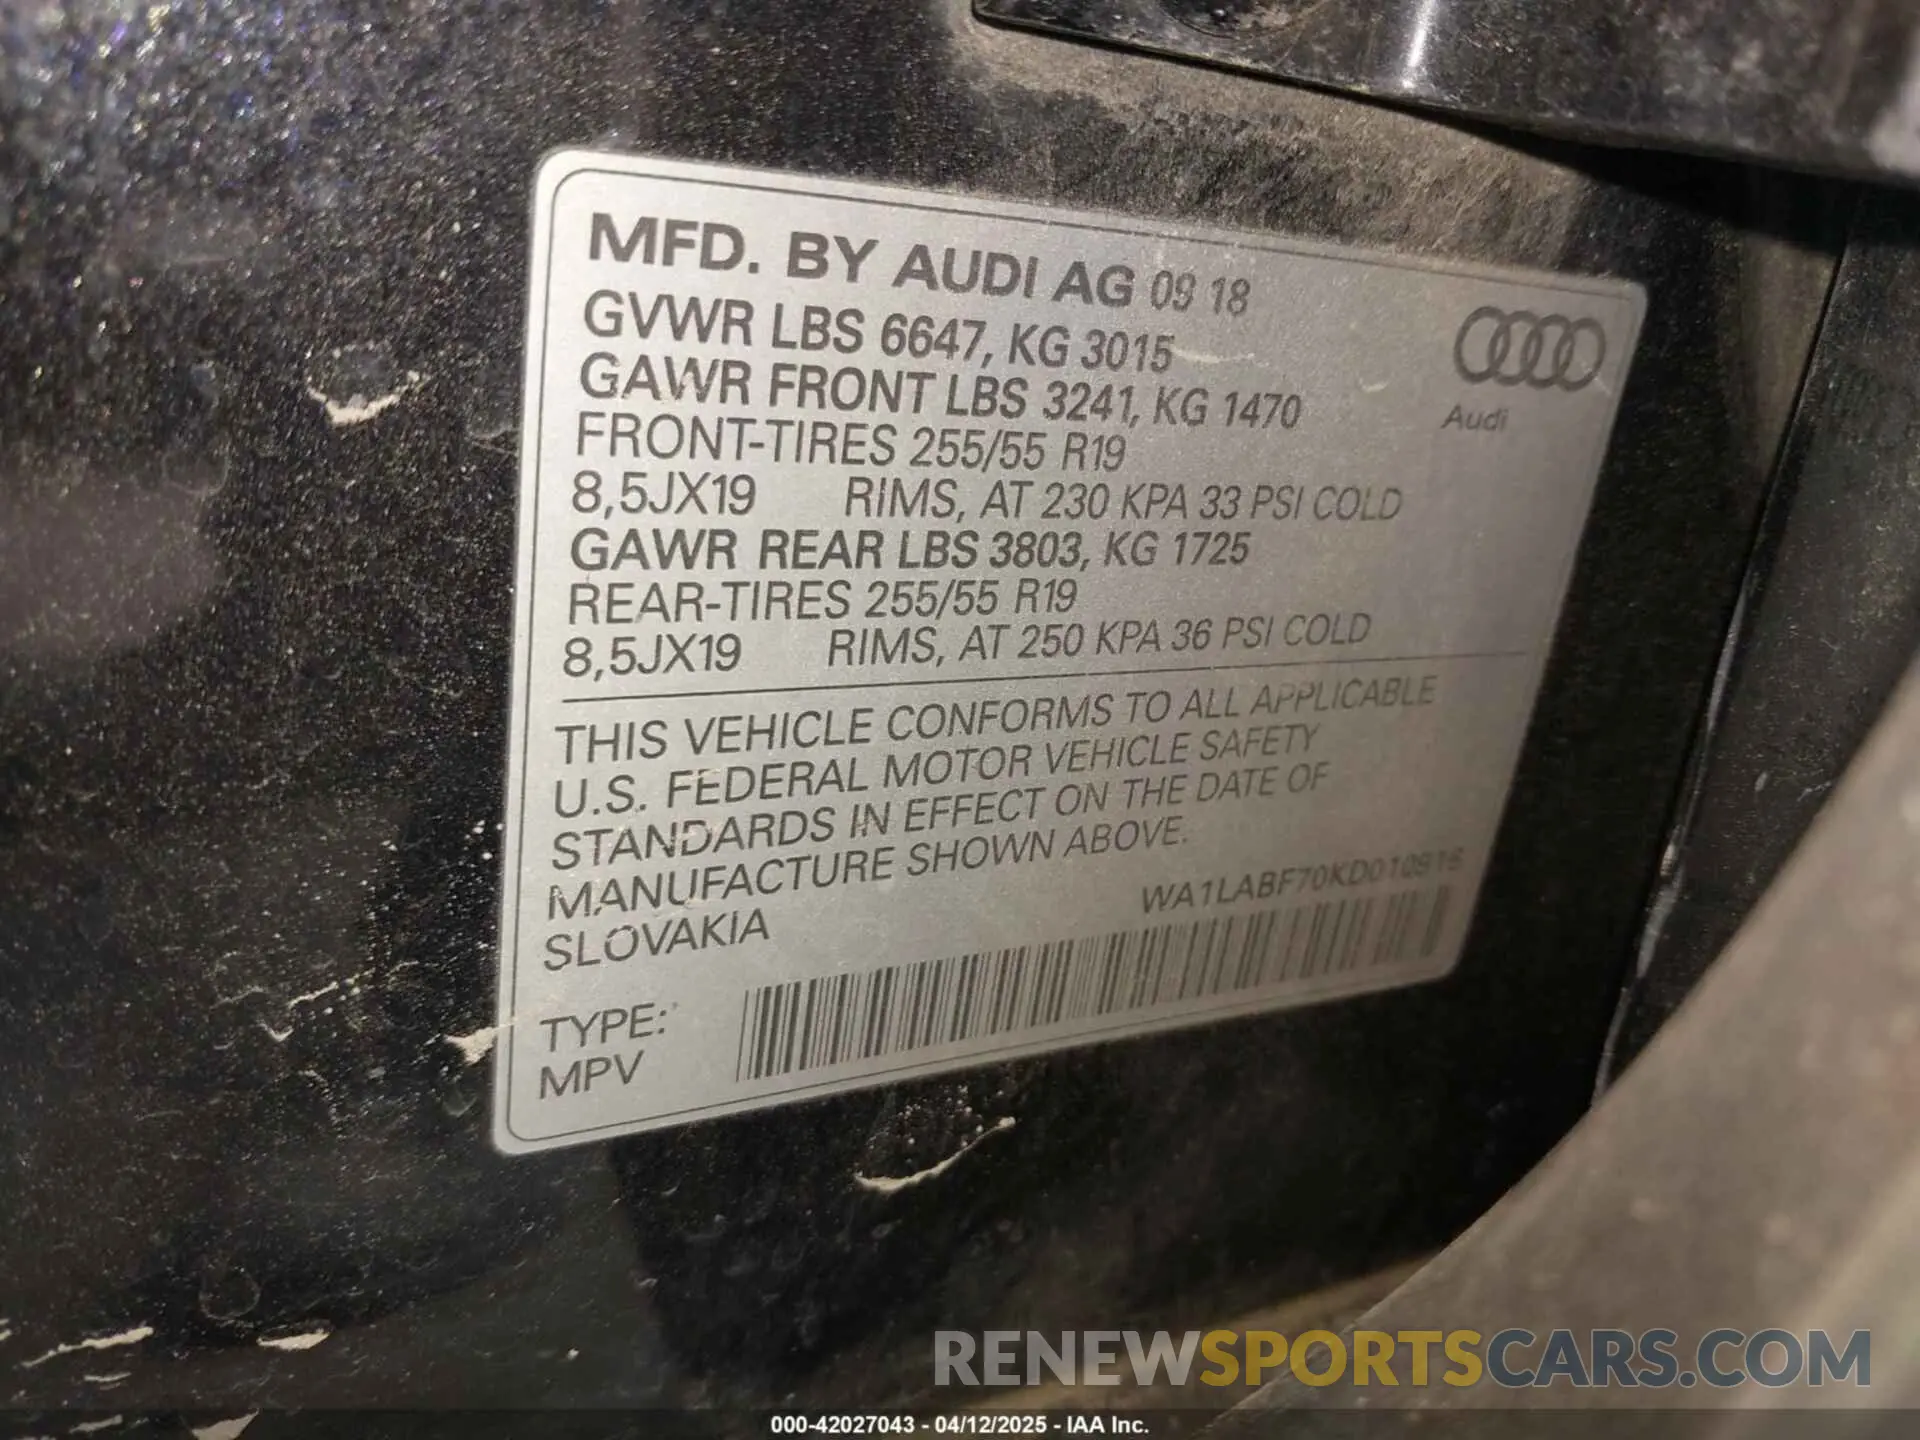 MFD. BY AUDI AG 09 18
GVWR LBS 6647, KG 3015
GAWR FRONT LBS 3241, KG 1470
FRONT-TIRES 255/55 R19
8,5JX19 RIMS, AT 230 KPA 33 PSI COLD
GAWR REAR LBS 3803, KG 1725
REAR-TIRES 255/55 R19
8,5JX19 RIMS, AT 250 KPA 36 PSI COLD
Audi
THIS VEHICLE CONFORMS TO ALL APPLICABLE
U.S. FEDERAL MOTOR VEHICLE SAFETY
STANDARDS IN EFFECT ON THE DATE OF
MANUFACTURE SHOWN ABOVE.
SLOVAKIA
TYPE:
MPV
RENEWSPORTSCARS.COM
000-42027043 - 04/12/2025 - IAA Inc.